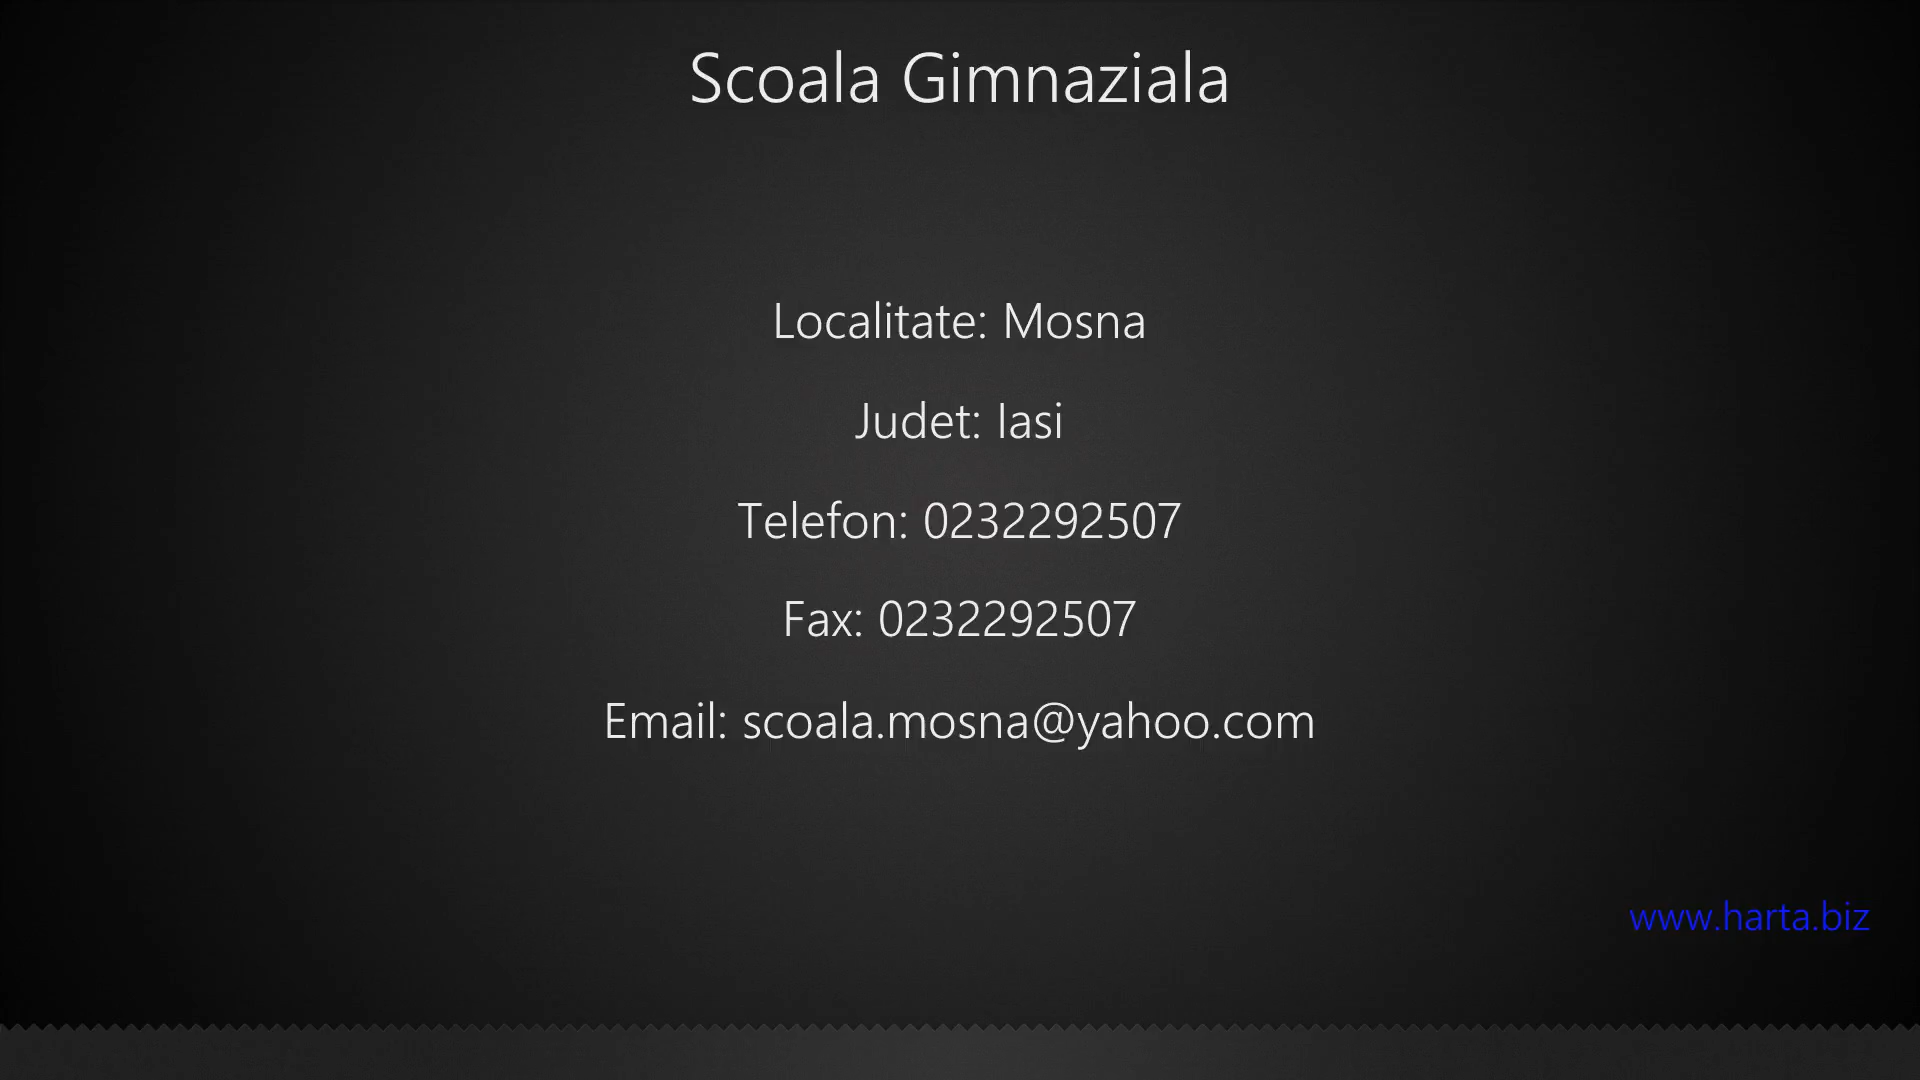 Scoala Gimnaziala
Localitate: Mosna
Judet: Iasi
Telefon: 0232292507
Fax: 0232292507
Email: scoala.mosna@yahoo.com
www.harta.biz